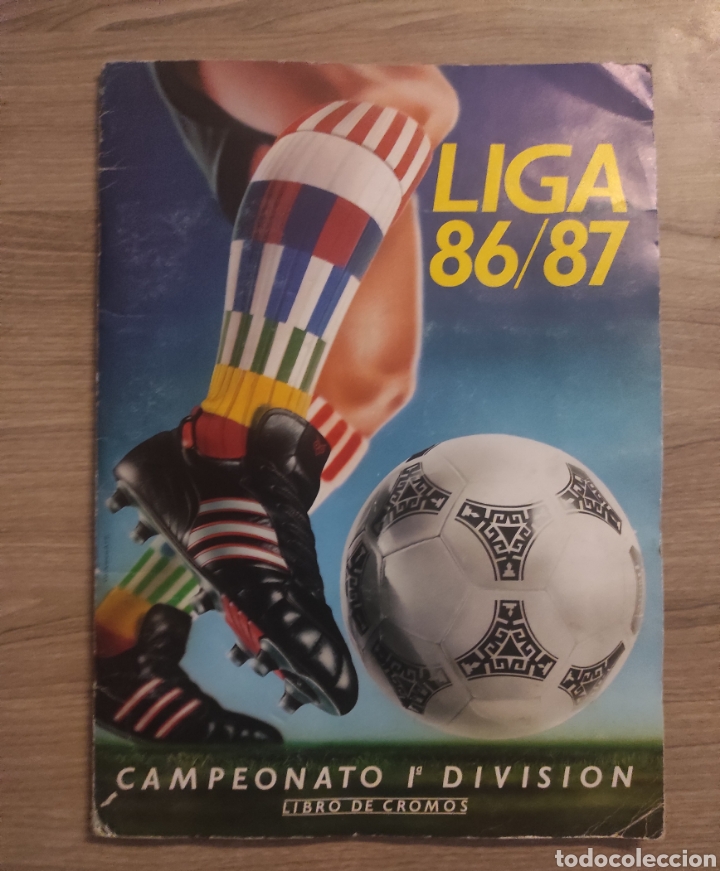 LIGA
86/87
CAMPEONATO 1ª DIVISION
LIBRO DE CROMOS
todocoleccion